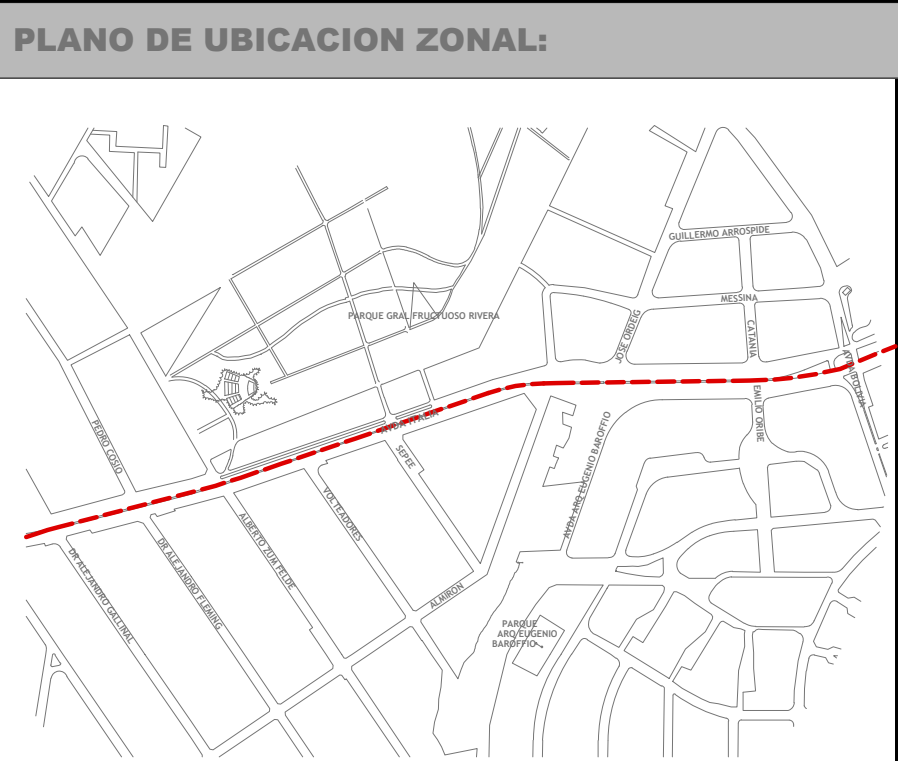 PLANO DE UBICACION ZONAL:
GUILLERMO ARROSPIDE
MESSINA
PARQUE GRAL FRUCTUOSO RIVERA
JOSE ORDEIG
CATANIA
AVDA BOLIVIA
AVDA ITALIA
EMILIO ORIBE
PEDRO COSIO
SEPEE
AVDA ARQ EUGENIO BAROFFIO
VOLTEADORES
ALBERTO ZUM FELDE
DR ALEJANDRO FLEMING
DR ALEJANDRO GALLINAL
ALMIRON
PARQUE
ARQ EUGENIO
BAROFFIO